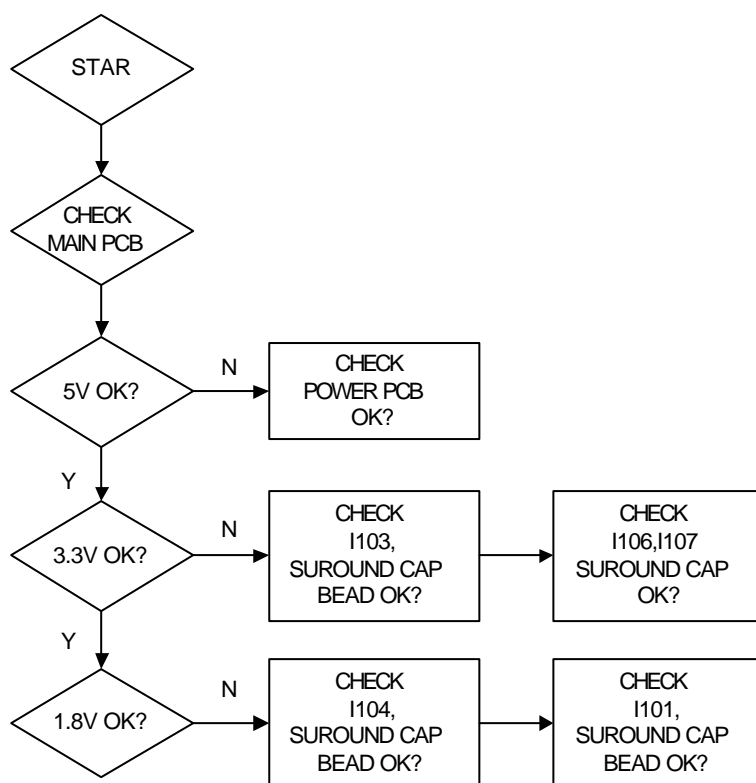 STAR
CHECK
MAIN PCB
5V OK?
N
CHECK
POWER PCB
OK?
Y
3.3V OK?
N
CHECK
I103,
SUROUND CAP
BEAD OK?
CHECK
I106,I107
SUROUND CAP
OK?
Y
1.8V OK?
N
CHECK
I104,
SUROUND CAP
BEAD OK?
CHECK
I101,
SUROUND CAP
BEAD OK?